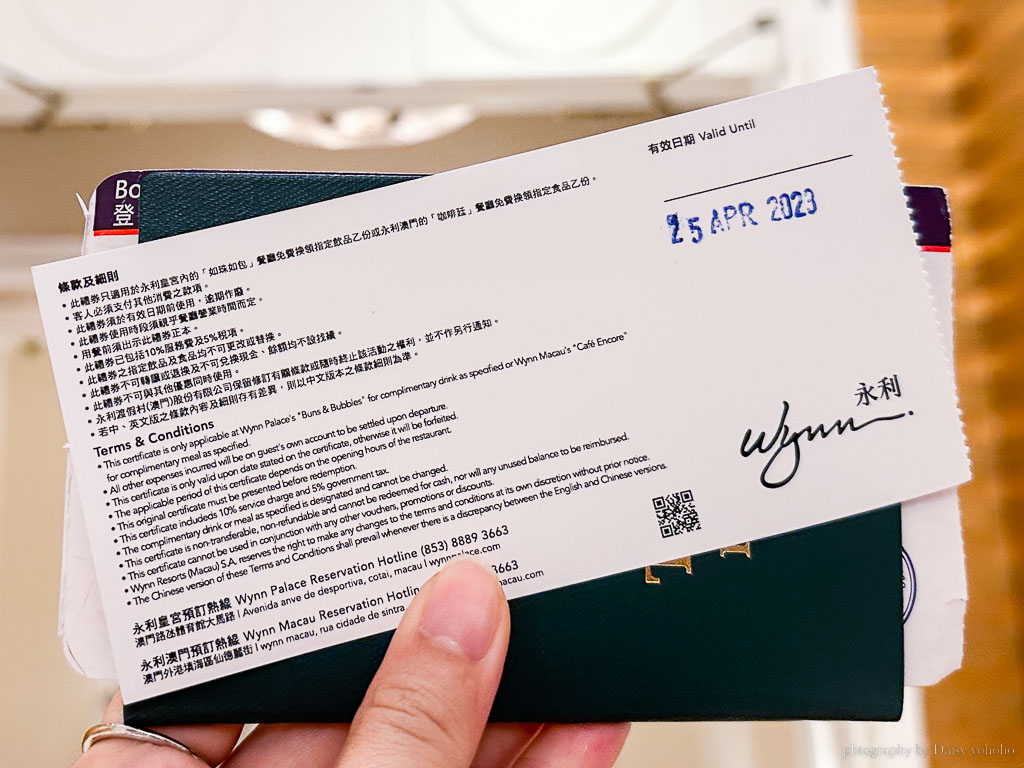 Bo
登
有效日期 Valid Until
25 APR 2023
條款及細則
• 此禮券只適用於永利皇宮內的「如珠如包」餐廳免費換領指定飲品乙份或永利澳門的「咖啡廷」餐廳免費換領指定食品乙份。
• 客人必須支付其他消費之款項。
• 此禮券須於有效日期前使用，逾期作廢。
• 此禮券使用時段須視乎餐廳營業時間而定。
• 用餐前須出示此禮券正本。
• 此禮券已包括10%服務費及5%稅項。
• 此禮券之指定飲品及食品均不可更改或替換。
• 此禮券不可轉讓或退換及不可兌換現金、餘額均不設找續。
• 此禮券不可與其他優惠同時使用。
• 永利渡假村(澳門)股份有限公司保留修訂有關條款或隨時終止該活動之權利，並不作另行通知。
• 若中、英文版之條款內容及細則存有差異，則以中文版本之條款細則為準。
Terms & Conditions
• This certificate is only applicable at Wynn Palace's "Buns & Bubbles" for complimentary drink as specified or Wynn Macau's "Café Encore"
for complimentary meal as specified.
• All other expenses incurred will be on guest's own account to be settled upon departure.
• This certificate is only valid upon date stated on the certificate, otherwise it will be forfeited.
• The applicable period of this certificate depends on the opening hours of the restaurant.
• This original certificate must be presented before redemption.
• This certificate includeds 10% service charge and 5% government tax.
• The complimentary drink or meal as specified is designated and cannot be changed.
• This certificate is non-transferable, non-refundable and cannot be redeemed for cash, nor will any unused balance to be reimbursed.
• This certificate cannot be used in conjunction with any other vouchers, promotions or discounts.
• Wynn Resorts (Macau) S.A. reserves the right to make any changes to the terms and conditions at its own discretion without prior notice.
• The Chinese version of these Terms and Conditions shall prevail whenever there is a discrepancy between the English and Chinese versions.
永利皇宮預訂熱線 Wynn Palace Reservation Hotline (853) 8889 3663
澳門路氹體育館大馬路 | Avenida anve de desportiva, cotai, macau | wynnpalace.com
永利澳門預訂熱線 Wynn Macau Reservation Hotlin 3663
澳門外港填海區仙德麗街 | wynn macau, rua cidade de sintra macau.com
永利
Wynn.
photography by Daisy yohoho